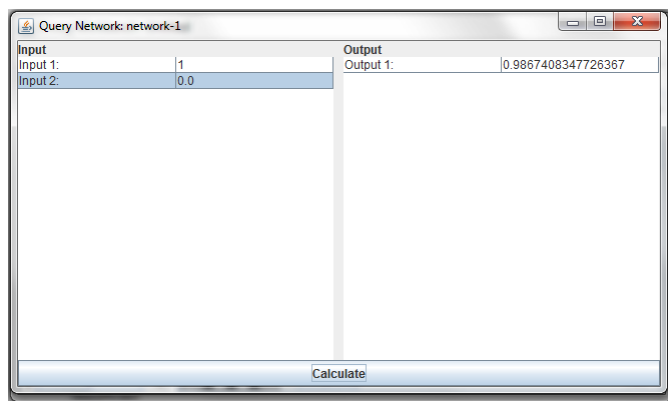 Query Network: network-1
Input Output
Input 1: 1 Output 1: 0.9867408347726367
Input 2: 0.0
Calculate